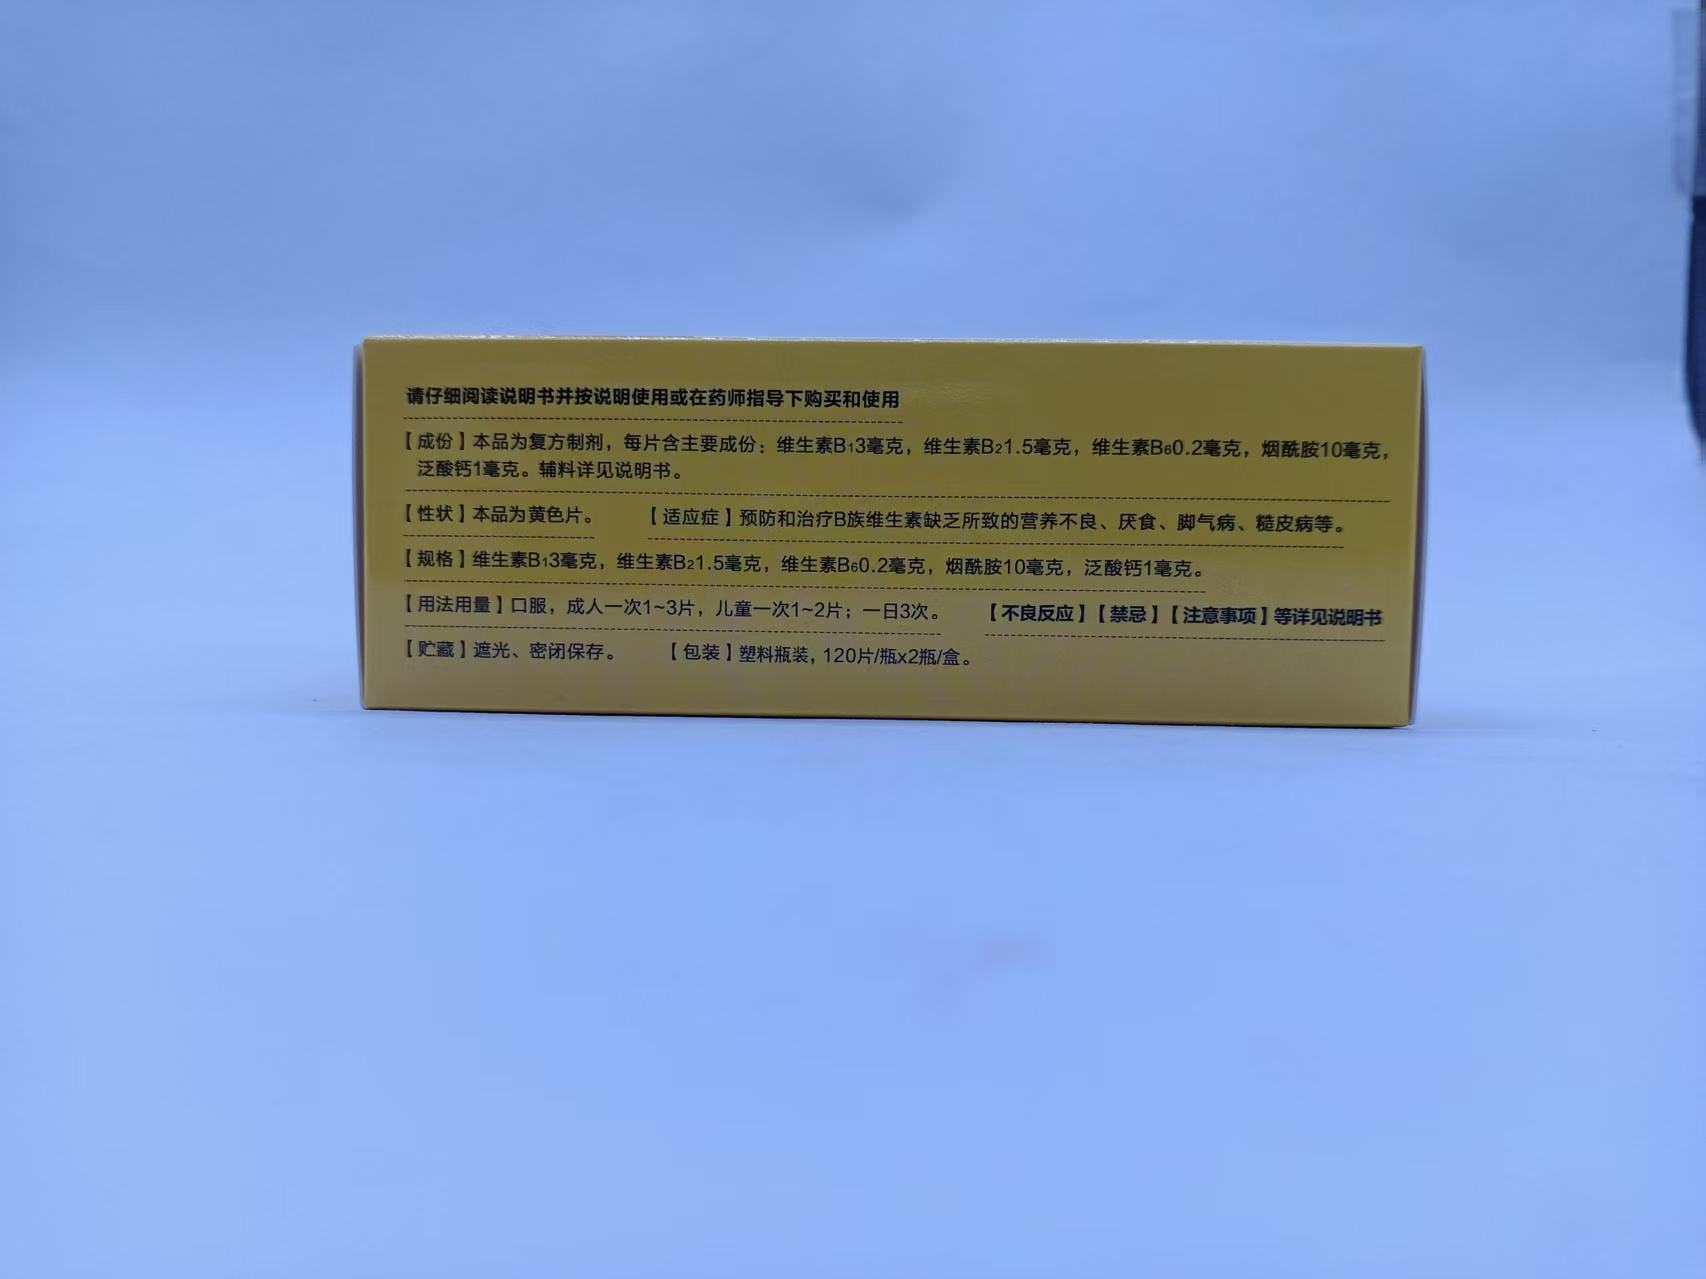 请仔细阅读说明书并按说明使用或在药师指导下购买和使用
【成份】本品为复方制剂，每片含主要成份：维生素B₁3毫克，维生素B₂1.5毫克，维生素B₆0.2毫克，烟酰胺10毫克，
泛酸钙1毫克。辅料详见说明书。
【性状】本品为黄色片。 【适应症】预防和治疗B族维生素缺乏所致的营养不良、厌食、脚气病、糙皮病等。
【规格】维生素B₁3毫克，维生素B₂1.5毫克，维生素B₆0.2毫克，烟酰胺10毫克，泛酸钙1毫克。
【用法用量】口服，成人一次1~3片，儿童一次1~2片；一日3次。 【不良反应】【禁忌】【注意事项】等详见说明书
【贮藏】遮光、密闭保存。 【包装】塑料瓶装，120片/瓶x2瓶/盒。